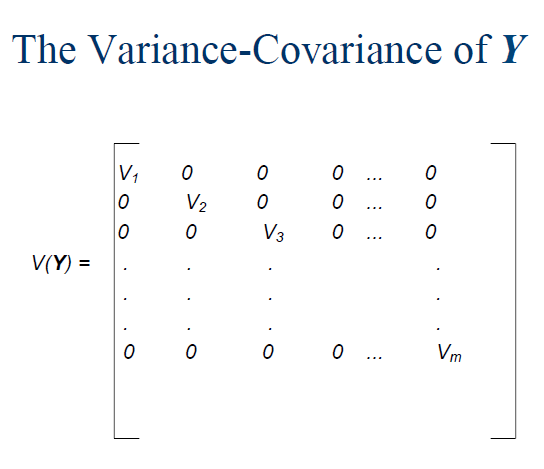 The Variance-Covariance of Y
V1 0 0 0 ... 0
0 V2 0 0 ... 0
0 0 V3 0 ... 0
V(Y) = . . . .
. . . .
. . . .
0 0 0 0 ... Vm